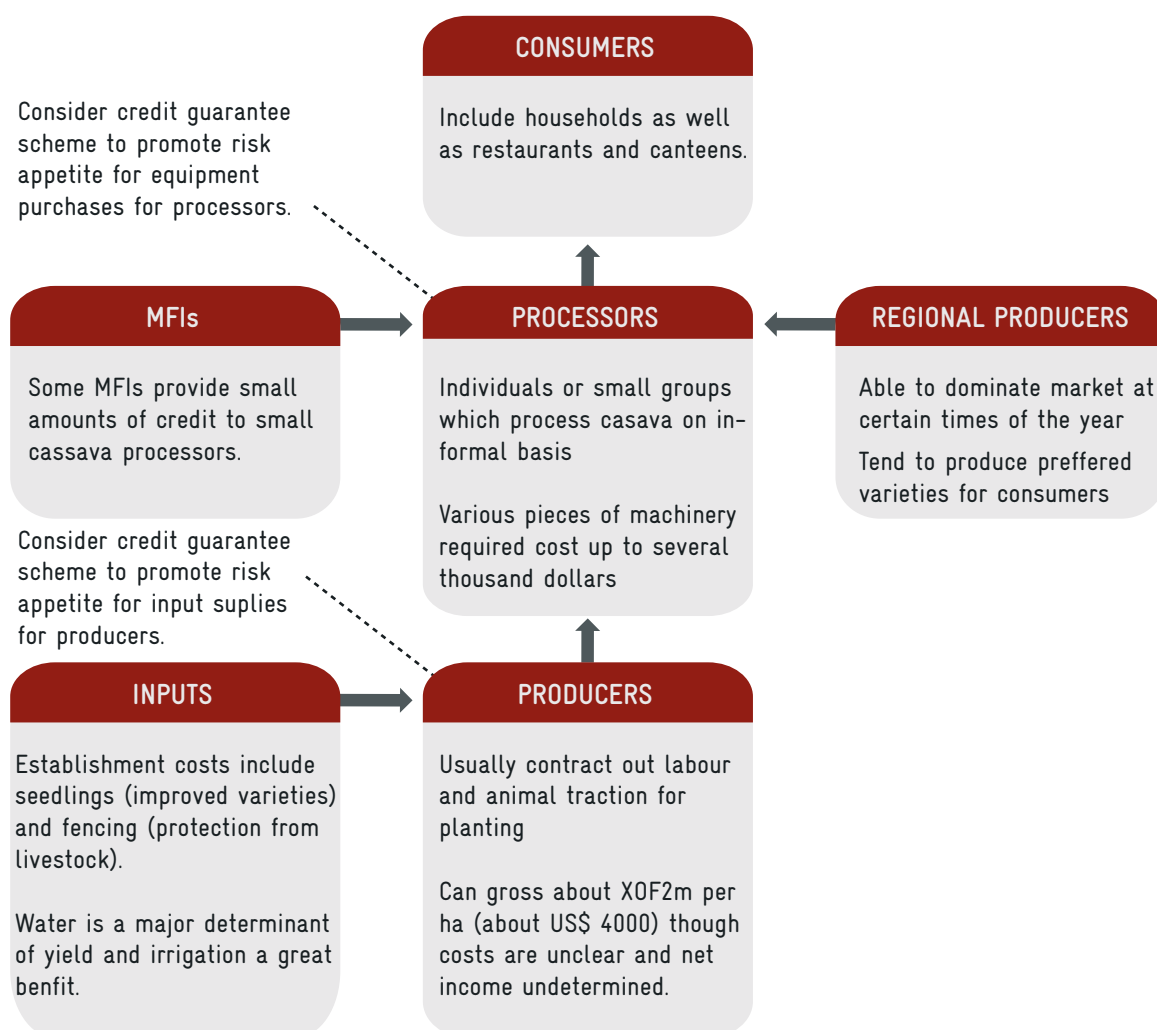 CONSUMERS
Include households as well
as restaurants and canteens.
Consider credit guarantee
scheme to promote risk
appetite for equipment
purchases for processors.
MFIs
Some MFIs provide small
amounts of credit to small
cassava processors.
PROCESSORS
Individuals or small groups
which process casava on in-
formal basis
Various pieces of machinery
required cost up to several
thousand dollars
REGIONAL PRODUCERS
Able to dominate market at
certain times of the year
Tend to produce preffered
varieties for consumers
Consider credit guarantee
scheme to promote risk
appetite for input suplies
for producers.
INPUTS
Establishment costs include
seedlings (improved varieties)
and fencing (protection from
livestock).
Water is a major determinant
of yield and irrigation a great
benfit.
PRODUCERS
Usually contract out labour
and animal traction for
planting
Can gross about XOF2m per
ha (about US$ 4000) though
costs are unclear and net
income undetermined.